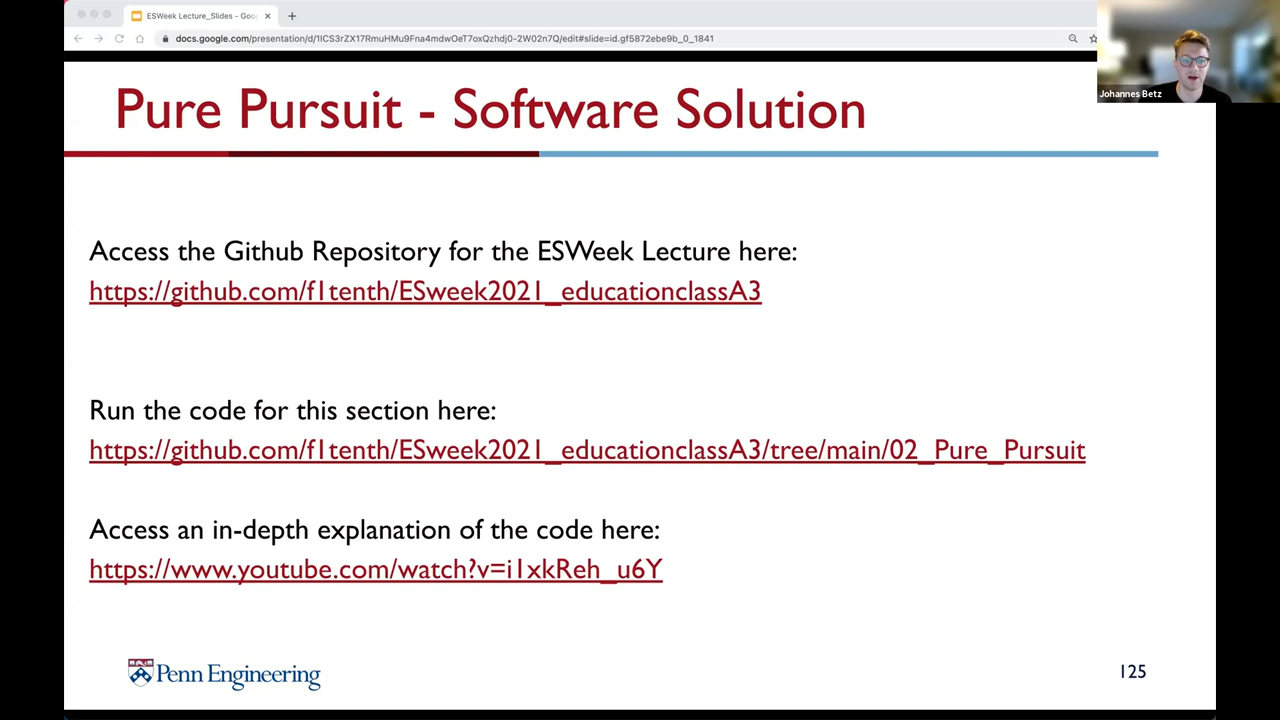 ESWeek Lecture_Slides - Goo
docs.google.com/presentation/d/1lCS3rZX17RmuHMu9Fna4mdwOeT7oxQzhdj0-2W02n7Q/edit#slide=id.gf5872ebe9b_0_1841
Johannes Betz
Pure Pursuit - Software Solution
Access the Github Repository for the ESWeek Lecture here:
https://github.com/f1tenth/ESweek2021_educationclassA3
Run the code for this section here:
https://github.com/f1tenth/ESweek2021_educationclassA3/tree/main/02_Pure_Pursuit
Access an in-depth explanation of the code here:
https://www.youtube.com/watch?v=i1xkReh_u6Y
Penn Engineering
125